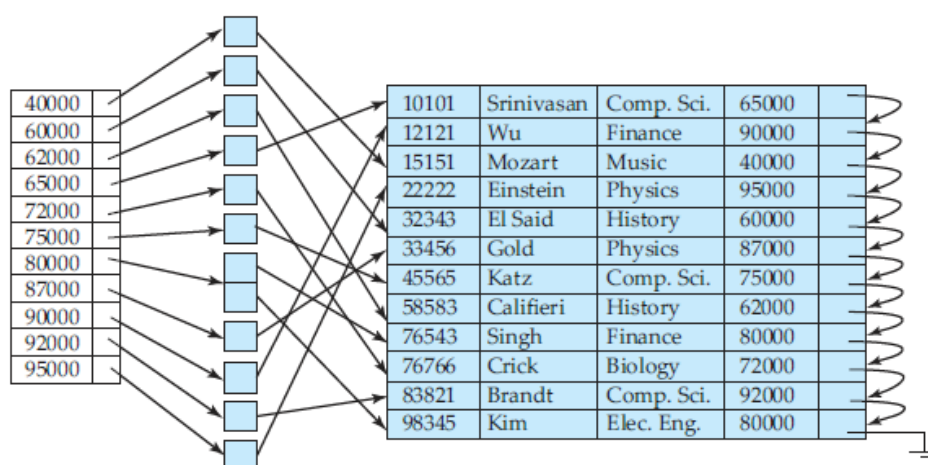 40000
60000
62000
65000
72000
75000
80000
87000
90000
92000
95000
10101 Srinivasan Comp. Sci. 65000
12121 Wu Finance 90000
15151 Mozart Music 40000
22222 Einstein Physics 95000
32343 El Said History 60000
33456 Gold Physics 87000
45565 Katz Comp. Sci. 75000
58583 Califieri History 62000
76543 Singh Finance 80000
76766 Crick Biology 72000
83821 Brandt Comp. Sci. 92000
98345 Kim Elec. Eng. 80000